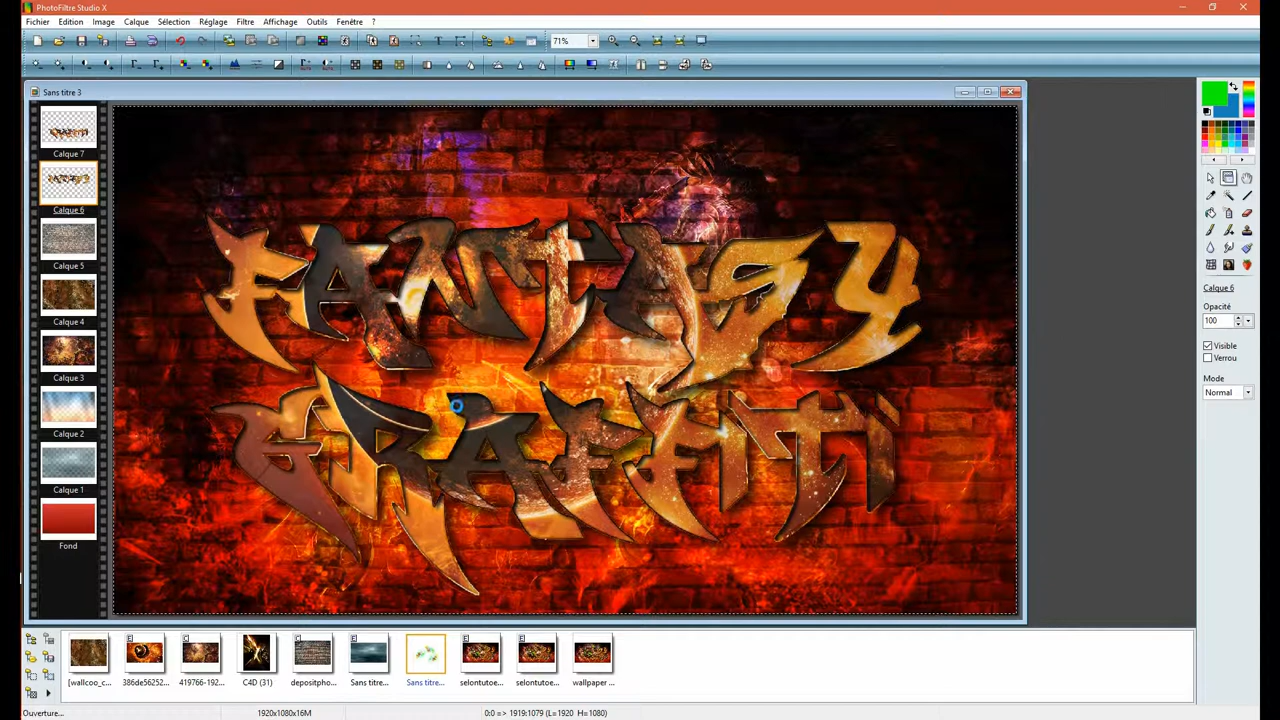 PhotoFiltre Studio X
Fichier Edition Image Calque Sélection Réglage Filtre Affichage Outils Fenêtre ?
71%
Sans titre 3
Calque 7
Calque 6
Calque 5
Calque 4
Calque 3
Calque 2
Calque 1
Fond
FANTASY
GRAFFITI
Calque 6
Opacité
100
Visible
Verrou
Mode
Normal
[wallcoo_c... 386de56252... 419766-192... C4D (31) depositpho... Sans titre... Sans titre... selontutoe... selontutoe... wallpaper ...
Ouverture... 1920x1080x16M 0:0 => 1919:1079 (L=1920 H=1080)